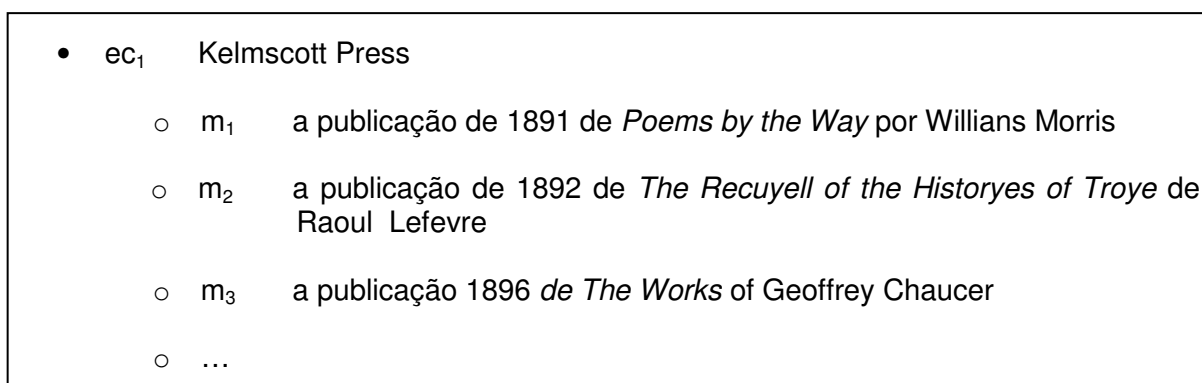 • ec₁ Kelmscott Press
○ m₁ a publicação de 1891 de Poems by the Way por Willians Morris
○ m₂ a publicação de 1892 de The Recuyell of the Historyes of Troye de
Raoul Lefevre
○ m₃ a publicação 1896 de The Works of Geoffrey Chaucer
○ …